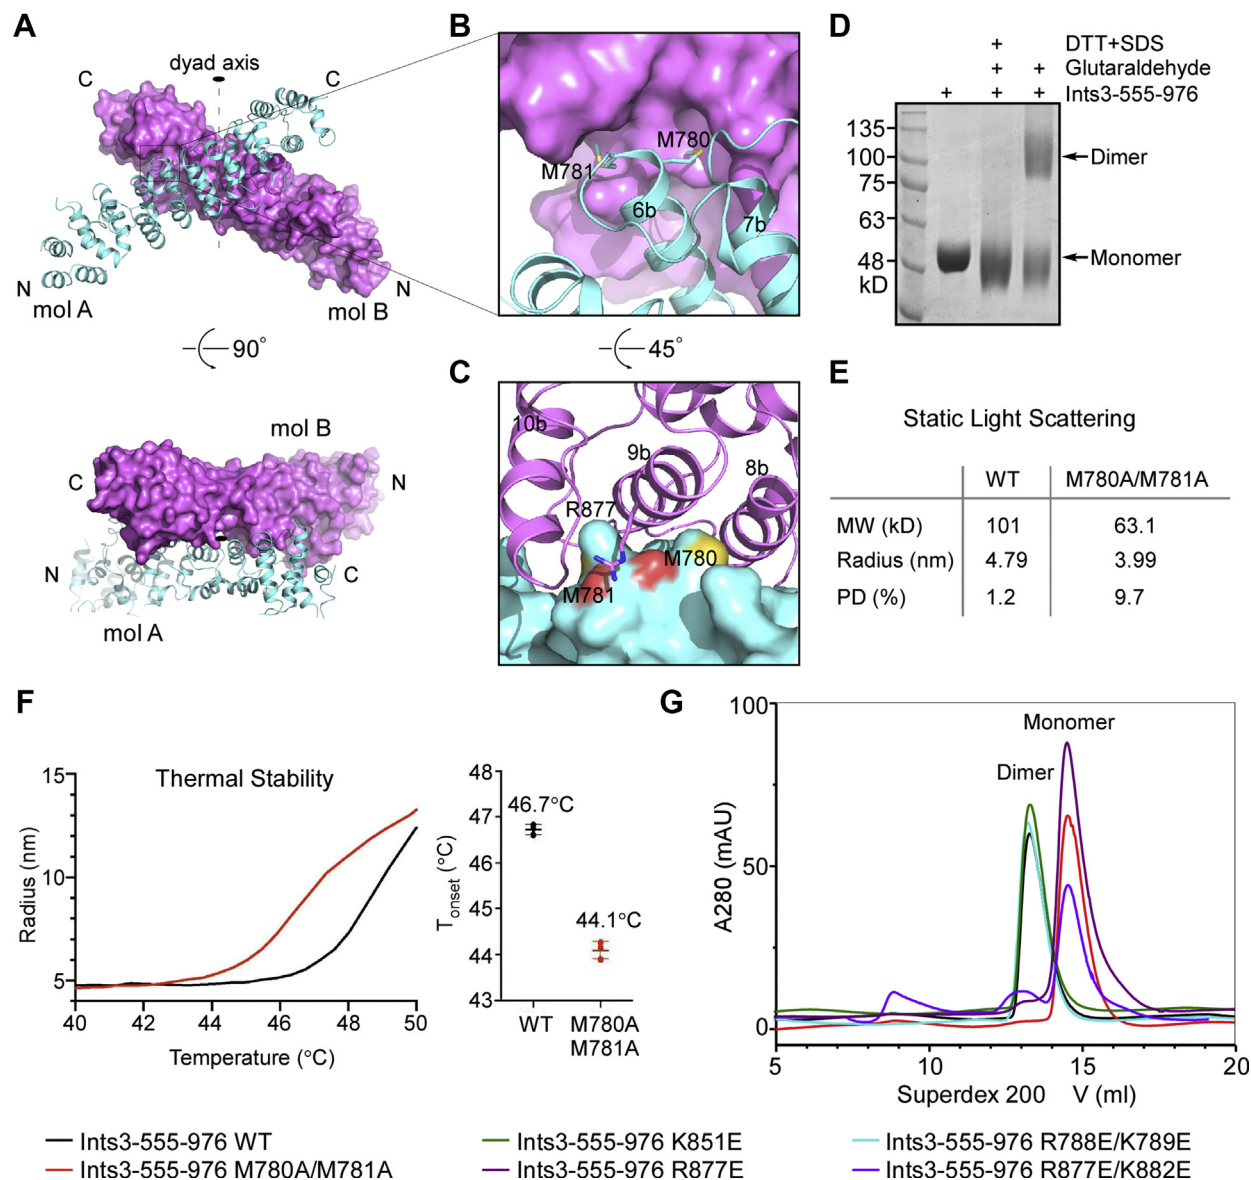 A
dyad axis
C
C
N
mol A
mol B
N
90°
mol B
C
N
N
C
mol A
B
M780
M781
6b
7b
45°
C
10b
9b
8b
R877
M780
M781
D
+ DTT+SDS
+ + Glutaraldehyde
+ + + Ints3-555-976
135
100
75
63
48
kD
Dimer
Monomer
E
Static Light Scattering
WT M780A/M781A
MW (kD) 101 63.1
Radius (nm) 4.79 3.99
PD (%) 1.2 9.7
F
Thermal Stability
Radius (nm)
15
10
5
40 42 44 46 48 50
Temperature (°C)
Tonset (°C)
48
47
46
45
44
43
46.7°C
44.1°C
WT M780A
M781A
G
Monomer
Dimer
A280 (mAU)
100
50
0
5 10 15 20
Superdex 200 V (ml)
Ints3-555-976 WT
Ints3-555-976 M780A/M781A
Ints3-555-976 K851E
Ints3-555-976 R877E
Ints3-555-976 R788E/K789E
Ints3-555-976 R877E/K882E